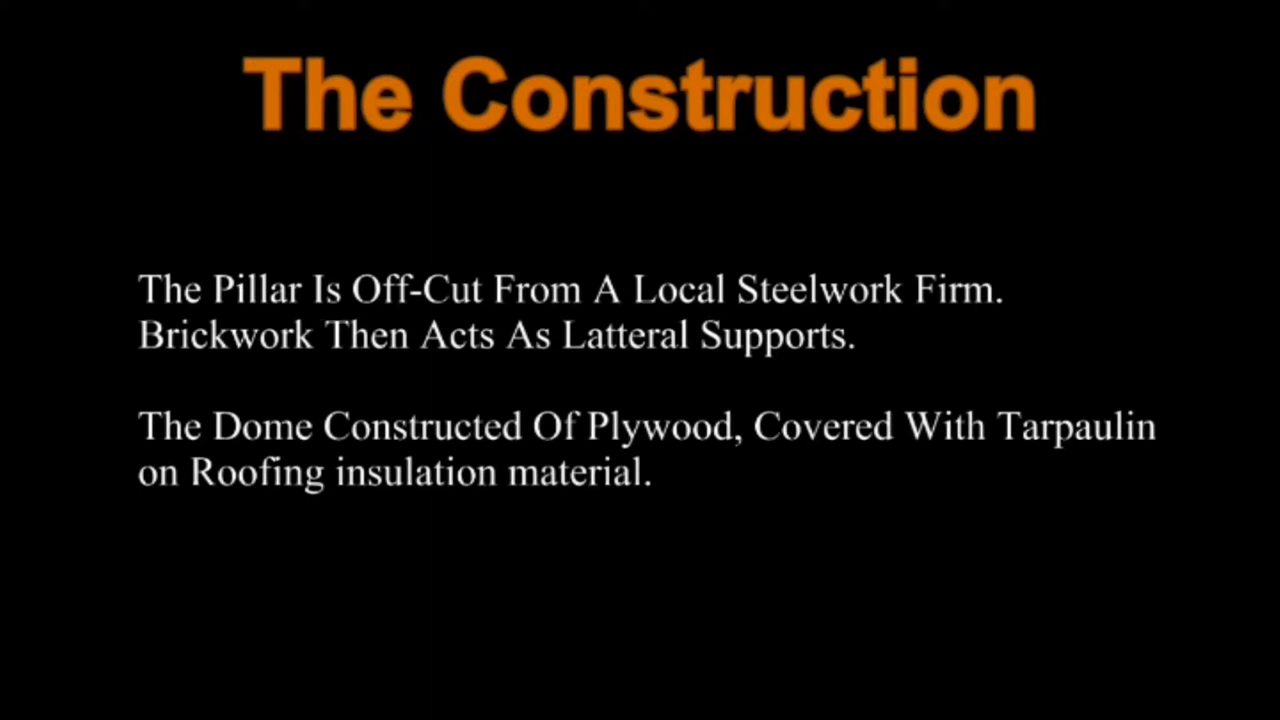 The Construction
The Pillar Is Off-Cut From A Local Steelwork Firm.
Brickwork Then Acts As Latteral Supports.
The Dome Constructed Of Plywood, Covered With Tarpaulin
on Roofing insulation material.